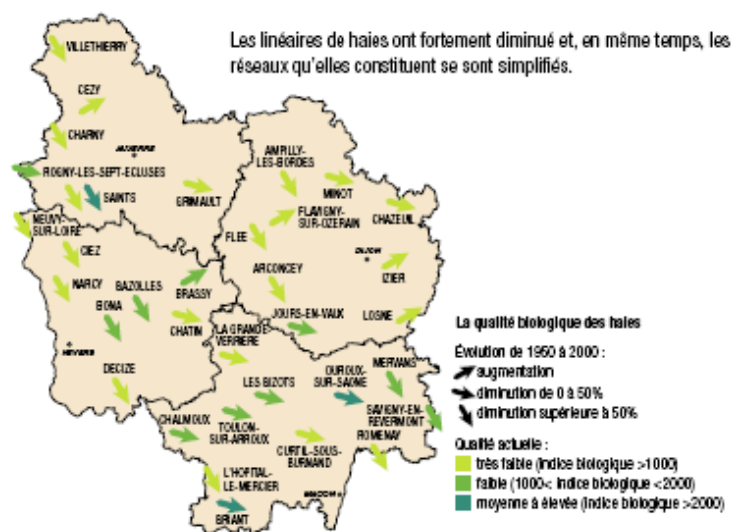 Les linéaires de haies ont fortement diminué et, en même temps, les
réseaux qu'elles constituent se sont simplifiés.
VILLETHIERRY
CEZY
CHARNY
AUXERRE
ROGNY-LES-SEPT-ECLUSES
SAINTS
GRIMAULT
AMPILLY-
LES-BORDES
MINOT
CHAZEUIL
FLAVIGNY-
SUR-OZERAIN
FLEE
DIJON
ARCONCEY
IZIER
JOURS-EN-VAUX
LOSNE
NEUVY-
SUR-LOIRE
CIEZ
NARCY
BAZOLLES
BONA
BRASSY
CHATIN
NEVERS
DECIZE
LA GRANDE-
VERRIERE
LES BIZOTS
OUROUX-
SUR-SAONE
MERVANS
SAVIGNY-EN-
REVERMONT
ROMENAY
CHALMOUX
TOULON-
SUR-ARROUX
CURTIL-SOUS-
BURNAND
L'HOPITAL-
LE-MERCIER
MACON
BRIANT
La qualité biologique des haies
Évolution de 1950 à 2000 :
augmentation
diminution de 0 à 50%
diminution supérieure à 50%
Qualité actuelle :
très faible (indice biologique >1000)
faible (1000< indice biologique <2000)
moyenne à élevée (indice biologique >2000)